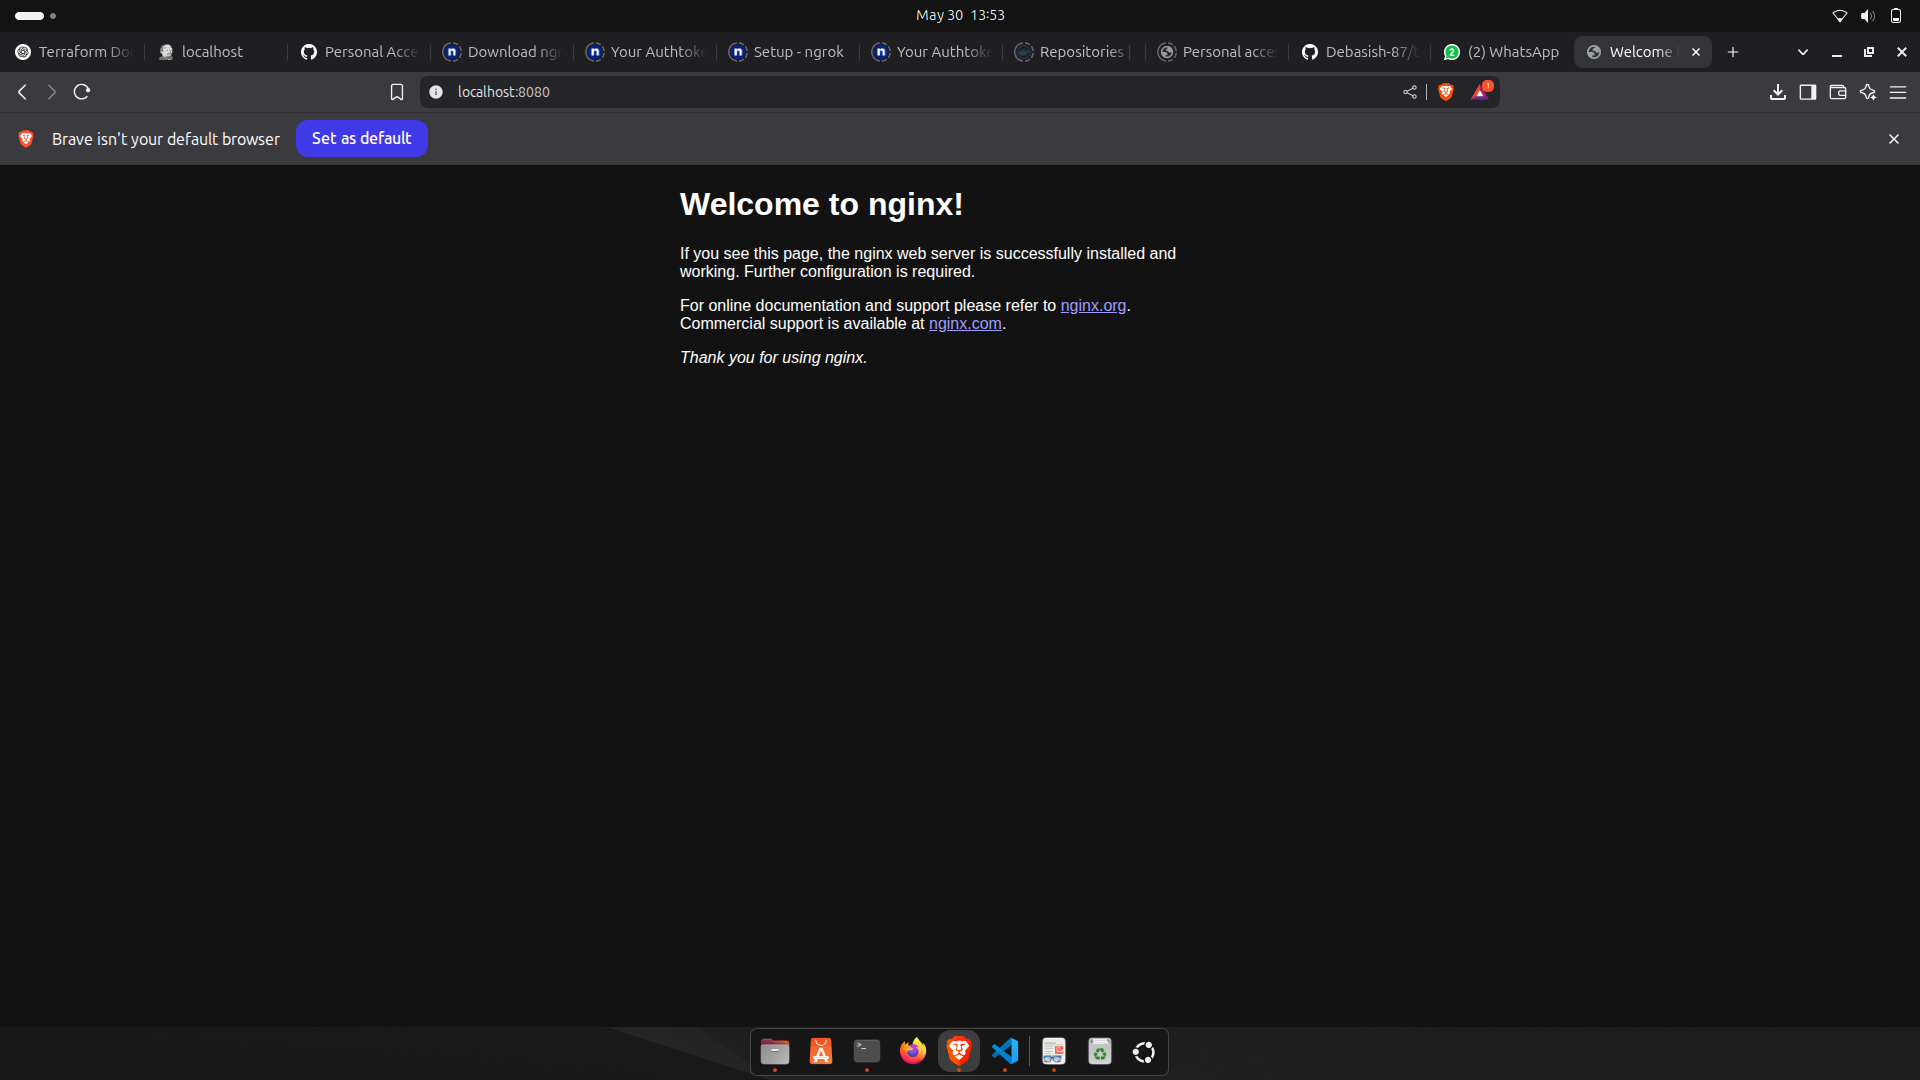 May 30 13:53
Terraform Do
localhost
Personal Acce
Download ng
Your Authtok
Setup - ngrok
Your Authtok
Repositories
Personal acce
Debasish-87/t
2
(2) WhatsApp
Welcome
localhost:8080
1
Brave isn't your default browser
Set as default
Welcome to nginx!
If you see this page, the nginx web server is successfully installed and
working. Further configuration is required.
For online documentation and support please refer to nginx.org.
Commercial support is available at nginx.com.
Thank you for using nginx.